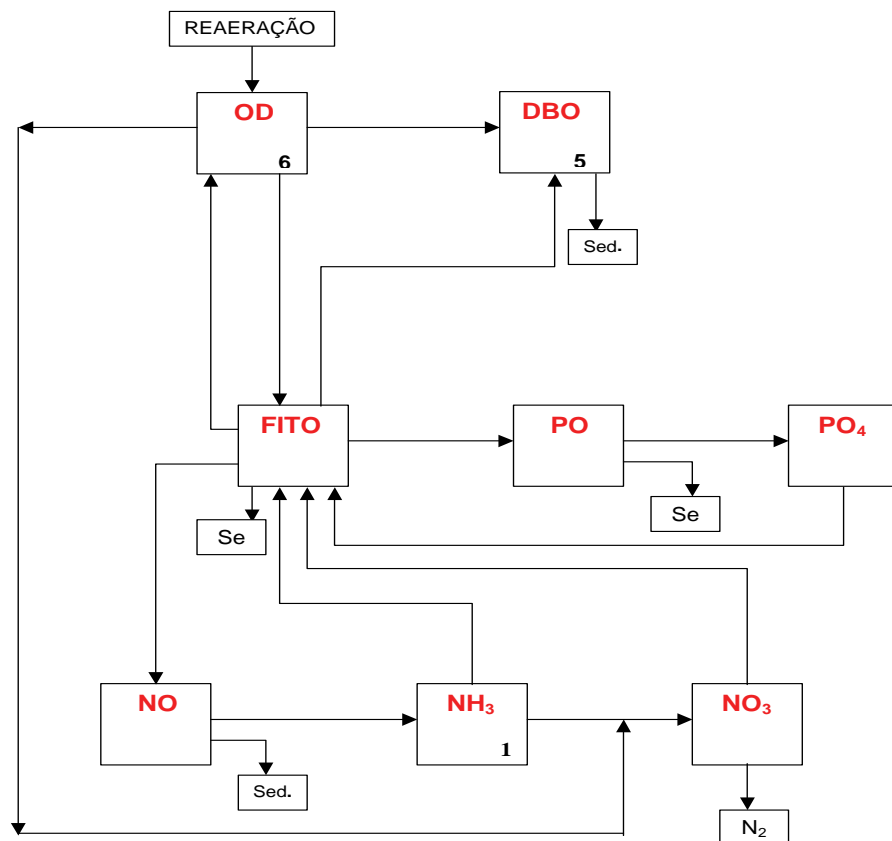 REAERAÇÃO
OD
6
DBO
5
Sed.
FITO
PO
PO₄
Se
Se
NO
NH₃
1
NO₃
Sed.
N₂